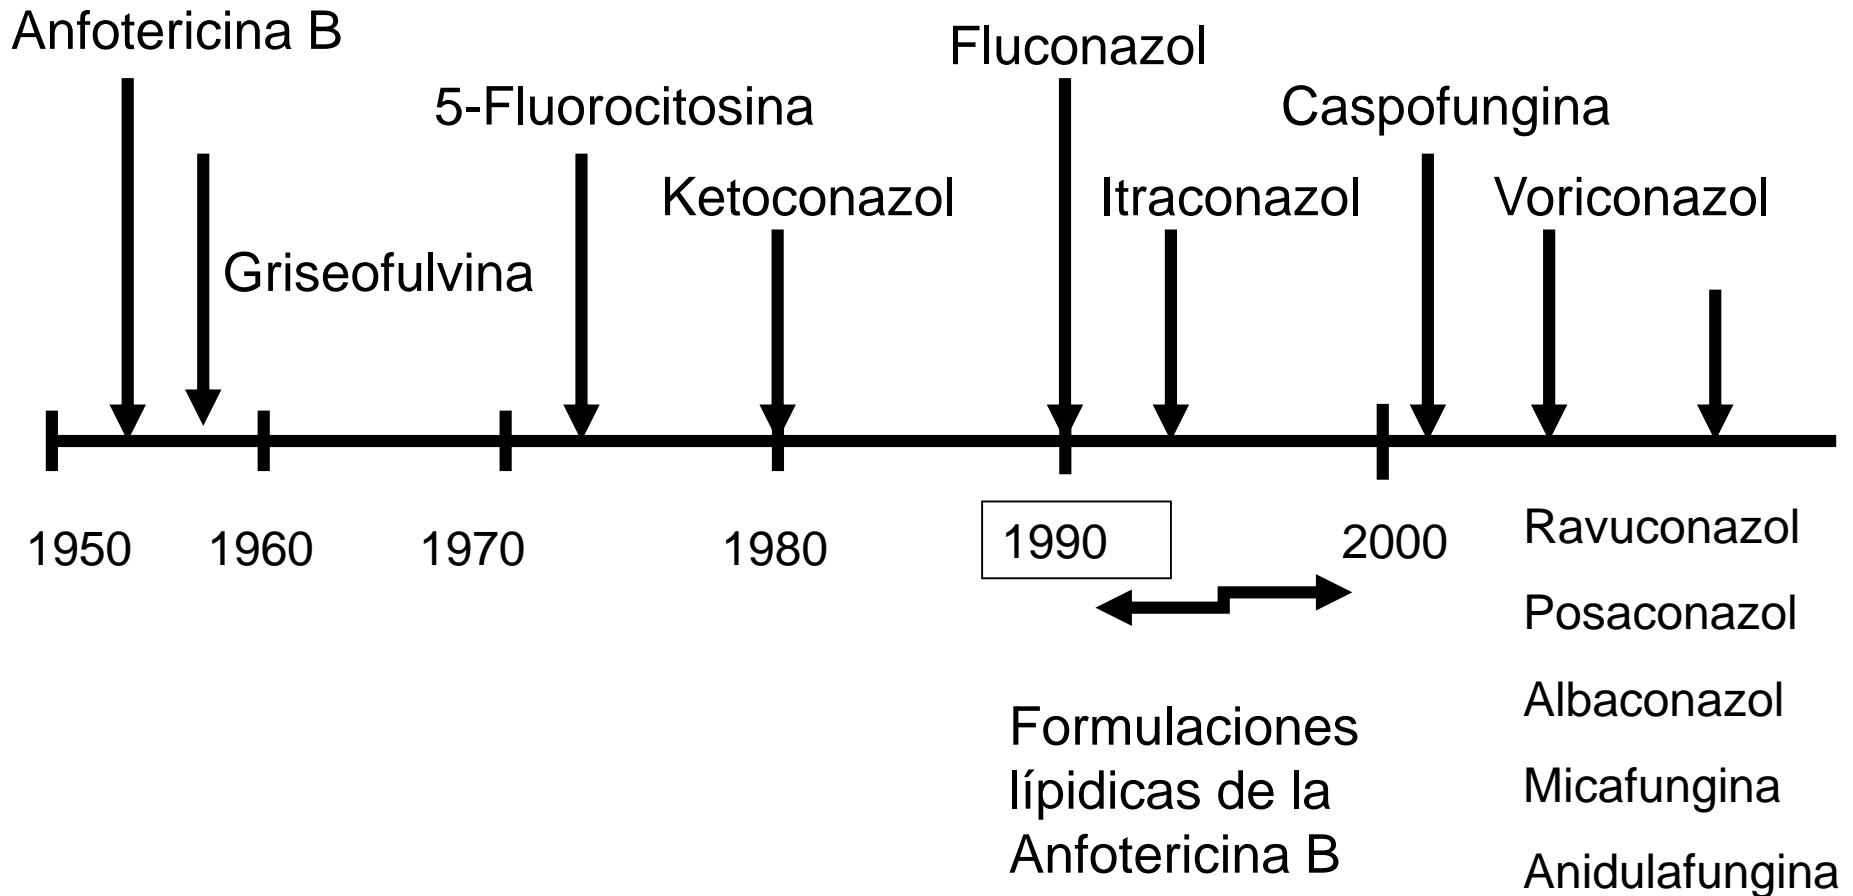 Anfotericina B
Fluconazol
5-Fluorocitosina
Caspofungina
Ketoconazol
Itraconazol
Voriconazol
Griseofulvina
1950
1960
1970
1980
1990
2000
Formulaciones
lípidicas de la
Anfotericina B
Ravuconazol
Posaconazol
Albaconazol
Micafungina
Anidulafungina